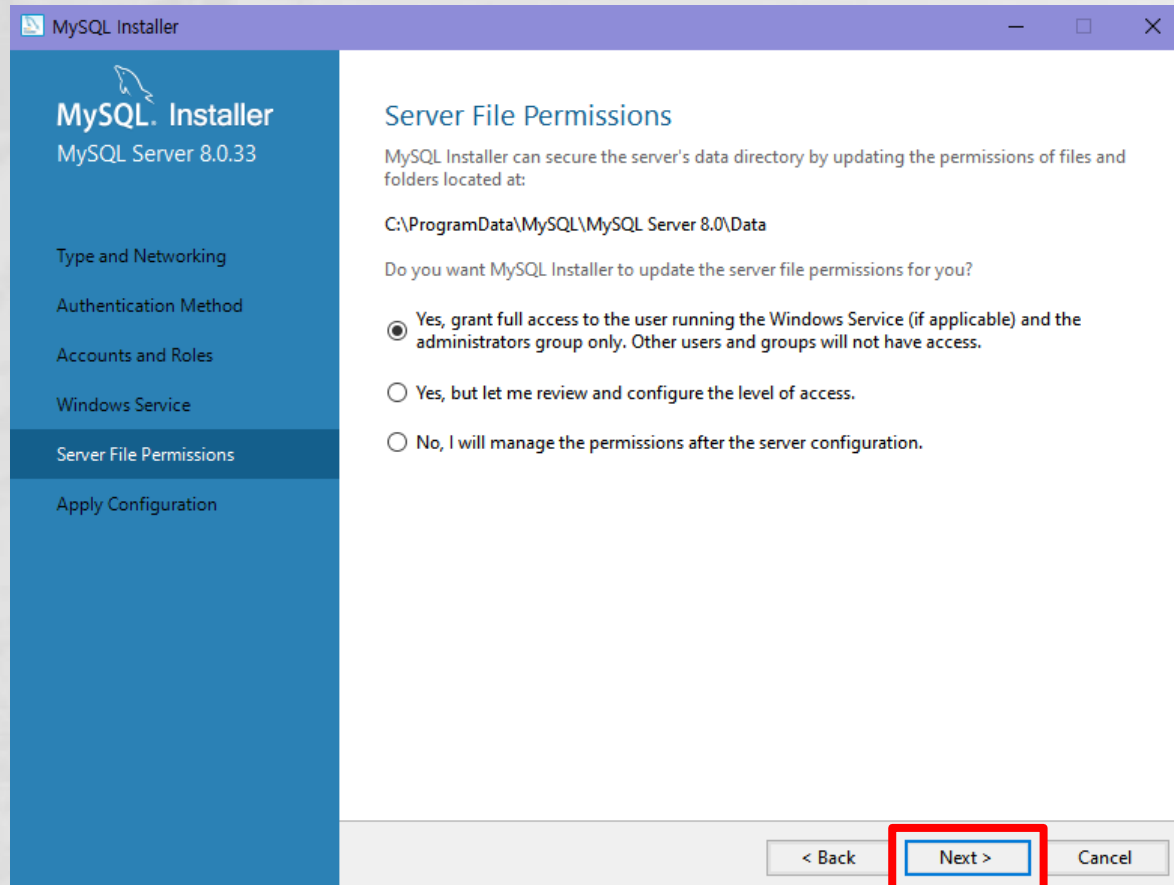 MySQL Installer
MySQL. Installer
MySQL Server 8.0.33
Type and Networking
Authentication Method
Accounts and Roles
Windows Service
Server File Permissions
Apply Configuration
Server File Permissions
MySQL Installer can secure the server's data directory by updating the permissions of files and
folders located at:
C:\ProgramData\MySQL\MySQL Server 8.0\Data
Do you want MySQL Installer to update the server file permissions for you?
Yes, grant full access to the user running the Windows Service (if applicable) and the
administrators group only. Other users and groups will not have access.
Yes, but let me review and configure the level of access.
No, I will manage the permissions after the server configuration.
< Back
Next >
Cancel